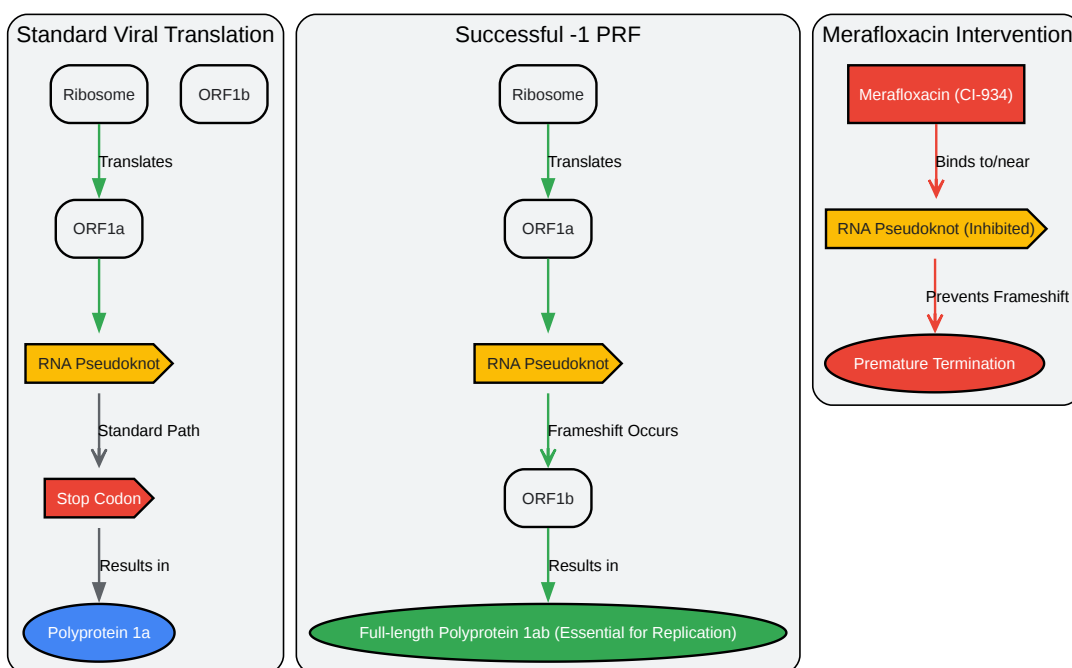 Standard Viral Translation
Ribosome
ORF1b
Translates
ORF1a
RNA Pseudoknot
Standard Path
Stop Codon
Results in
Polyprotein 1a
Successful -1 PRF
Ribosome
Translates
ORF1a
RNA Pseudoknot
Frameshift Occurs
ORF1b
Results in
Full-length Polyprotein 1ab (Essential for Replication)
Merafloxacin Intervention
Merafloxacin (CI-934)
Binds to/near
RNA Pseudoknot (Inhibited)
Prevents Frameshift
Premature Termination